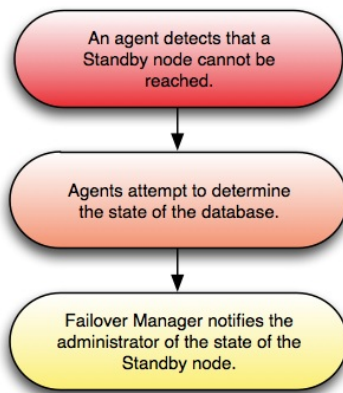 An agent detects that a
Standby node cannot be
reached.
Agents attempt to determine
the state of the database.
Failover Manager notifies the
administrator of the state of the
Standby node.